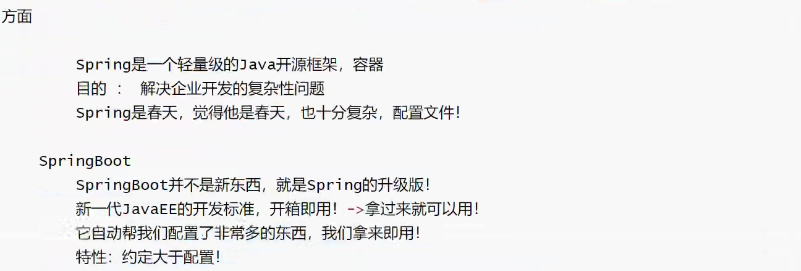 方面
Spring是一个轻量级的Java开源框架，容器
目的 ： 解决企业开发的复杂性问题
Spring是春天，觉得他是春天，也十分复杂，配置文件！
SpringBoot
SpringBoot并不是新东西，就是Spring的升级版！
新一代JavaEE的开发标准，开箱即用！->拿过来就可以用！
它自动帮我们配置了非常多的东西，我们拿来即用！
特性：约定大于配置！